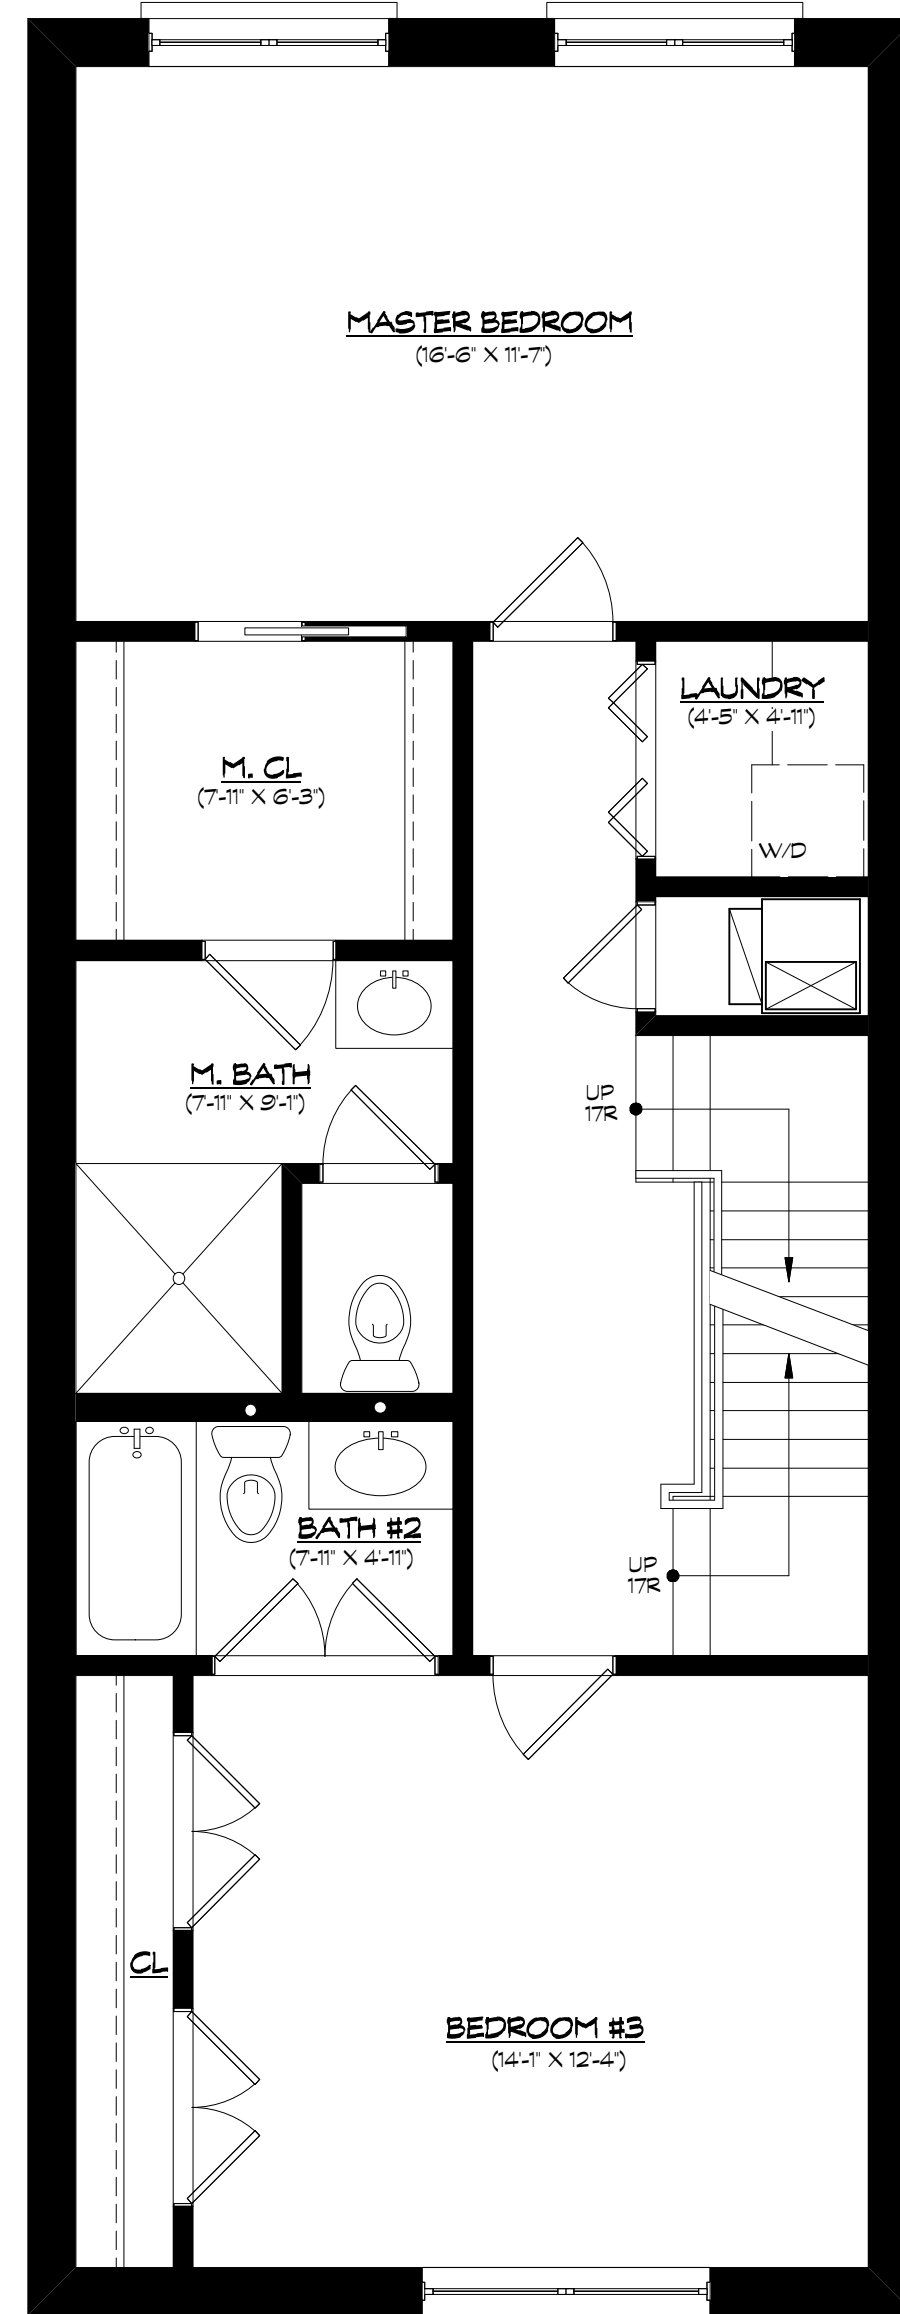 MASTER BEDROOM
(16'-6" X 11'-7")
LAUNDRY
(4'-5" X 4'-11")
M. CL
(7'-11" X 6'-3")
W/D
M. BATH
(7'-11" X 9'-1")
UP
17R
BATH #2
(7'-11" X 4'-11")
UP
17R
CL
BEDROOM #3
(14'-1" X 12'-4")